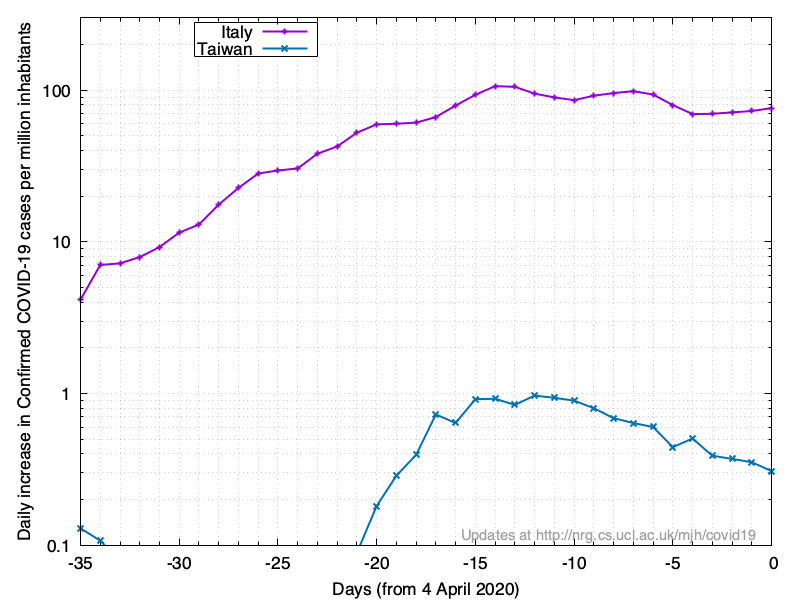 Italy
Taiwan
Daily increase in Confirmed COVID-19 cases per million inhabitants
100
10
1
0.1
Updates at http://nrg.cs.ucl.ac.uk/mjh/covid19
-35 -30 -25 -20 -15 -10 -5 0
Days (from 4 April 2020)